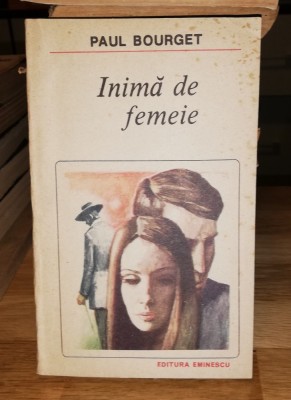 PAUL BOURGET
Inimă de
femeie
EDITURA EMINESCU